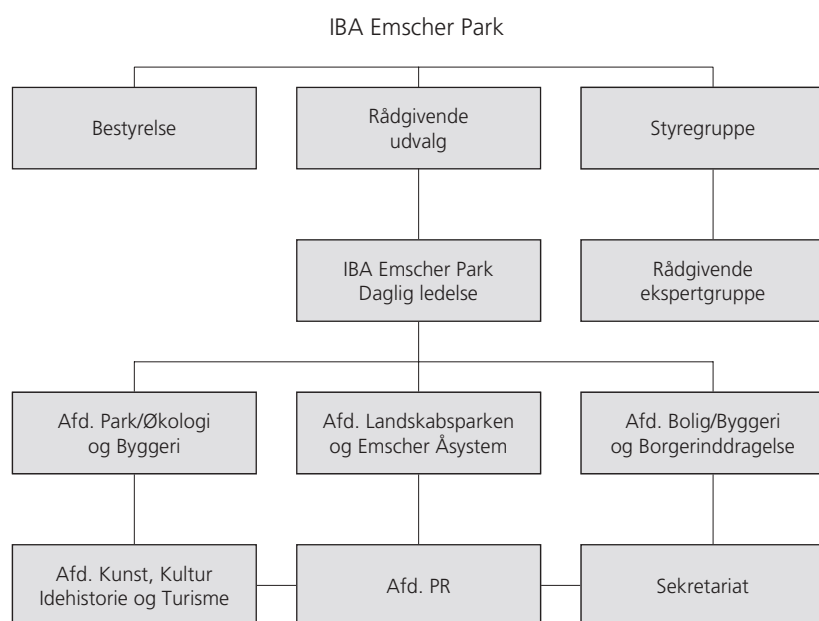 IBA Emscher Park
Bestyrelse
Rådgivende
udvalg
Styregruppe
IBA Emscher Park
Daglig ledelse
Rådgivende
ekspertgruppe
Afd. Park/Økologi
og Byggeri
Afd. Landskabsparken
og Emscher Åsystem
Afd. Bolig/Byggeri
og Borgerinddragelse
Afd. Kunst, Kultur
Idehistorie og Turisme
Afd. PR
Sekretariat